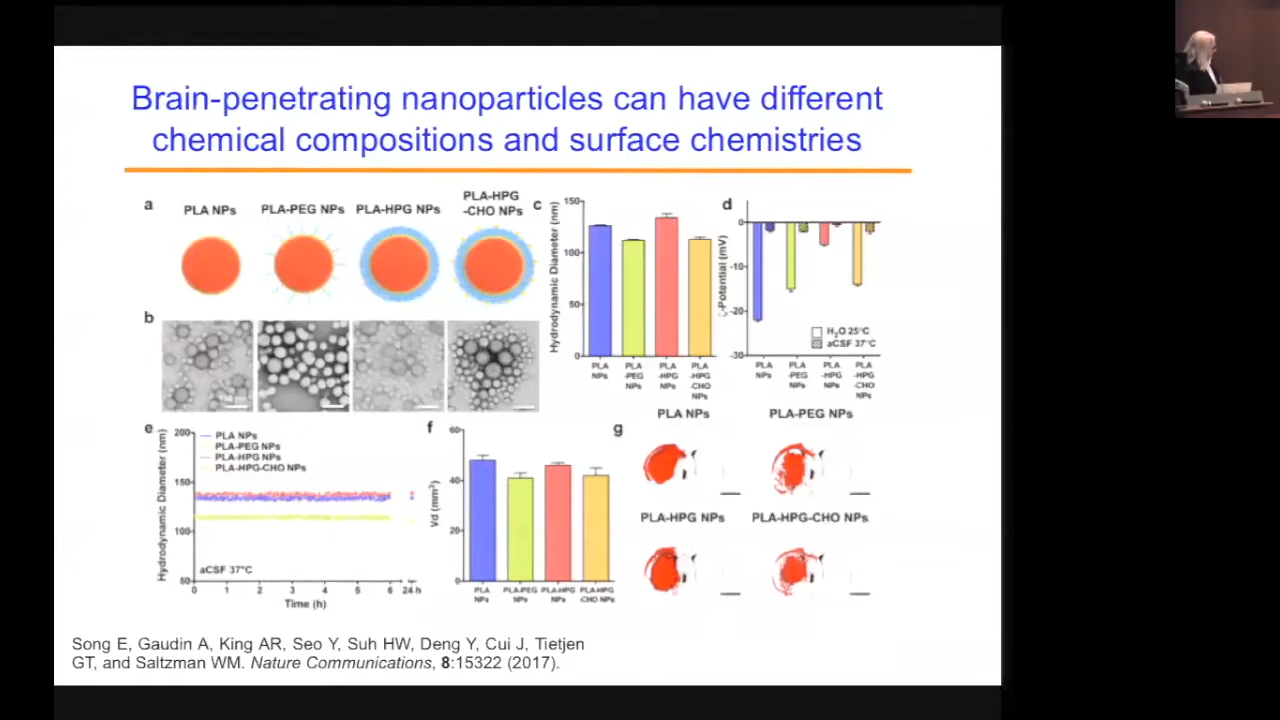 Brain-penetrating nanoparticles can have different
chemical compositions and surface chemistries
a
PLA NPs
PLA-PEG NPs
PLA-HPG NPs
PLA-HPG
-CHO NPs
b
100 nm
c
Hydrodynamic Diameter (nm)
150
100
50
0
PLA
NPs
PLA
-PEG
NPs
PLA
-HPG
NPs
PLA
-HPG
-CHO
NPs
d
ζ-Potential (mV)
0
-10
-20
-30
H₂O 25°C
aCSF 37°C
PLA
NPs
PLA
-PEG
NPs
PLA
-HPG
NPs
PLA
-HPG
-CHO
NPs
e
Hydrodynamic Diameter (nm)
200
150
100
50
PLA NPs
PLA-PEG NPs
PLA-HPG NPs
PLA-HPG-CHO NPs
aCSF 37°C
0 1 2 3 4 5 6 24 h
Time (h)
f
Vd (mm³)
60
40
20
0
PLA
NPs
PLA-PEG
NPs
PLA-HPG
NPs
PLA-HPG
-CHO NPs
g
PLA NPs
PLA-PEG NPs
PLA-HPG NPs
PLA-HPG-CHO NPs
Song E, Gaudin A, King AR, Seo Y, Suh HW, Deng Y, Cui J, Tietjen
GT, and Saltzman WM. Nature Communications, 8:15322 (2017).